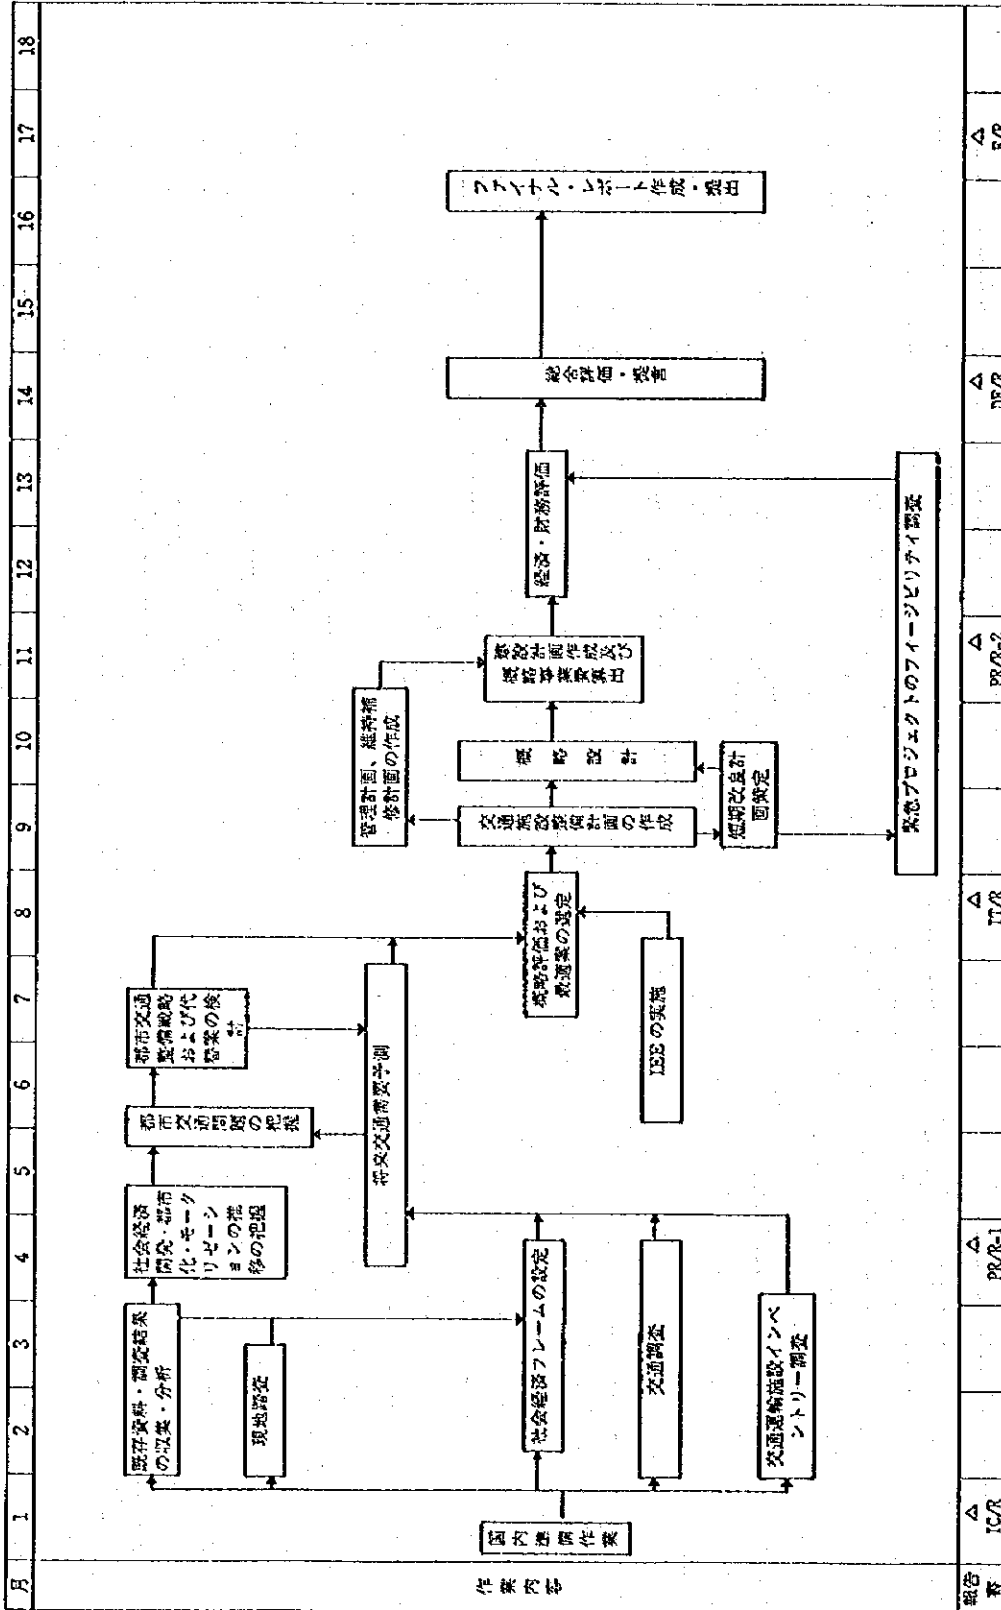 月
1
2
3
4
5
6
7
8
9
10
11
12
13
14
15
16
17
18
作業内容
国内準備作業
既存資料・調査結果
の収集・分析
現地踏査
社会経済フレームの設定
交通調査
交通運輸施設インベ
ントリー調査
社会経済
開発・都市
化・モータ
リゼーシ
ョンの推
移の把握
都市交通問題の把握
将来交通需要予測
都市交通
整備戦略
および代
替案の検
討
IEEの実施
概略評価および
最適案の選定
交通施設整備計画の作成
管理計画、維持補
修計画の作成
短期改良計
画策定
概略設計
建設計画作成及び
概略事業費算出
経済・財務評価
緊急プロジェクトのフィージビリティ調査
総合評価・提言
ファイナル・レポート作成・提出
報告
書
△
IC/R
△
PR/R-1
△
IT/R
△
PR/R-2
△
DF/R
△
F/R